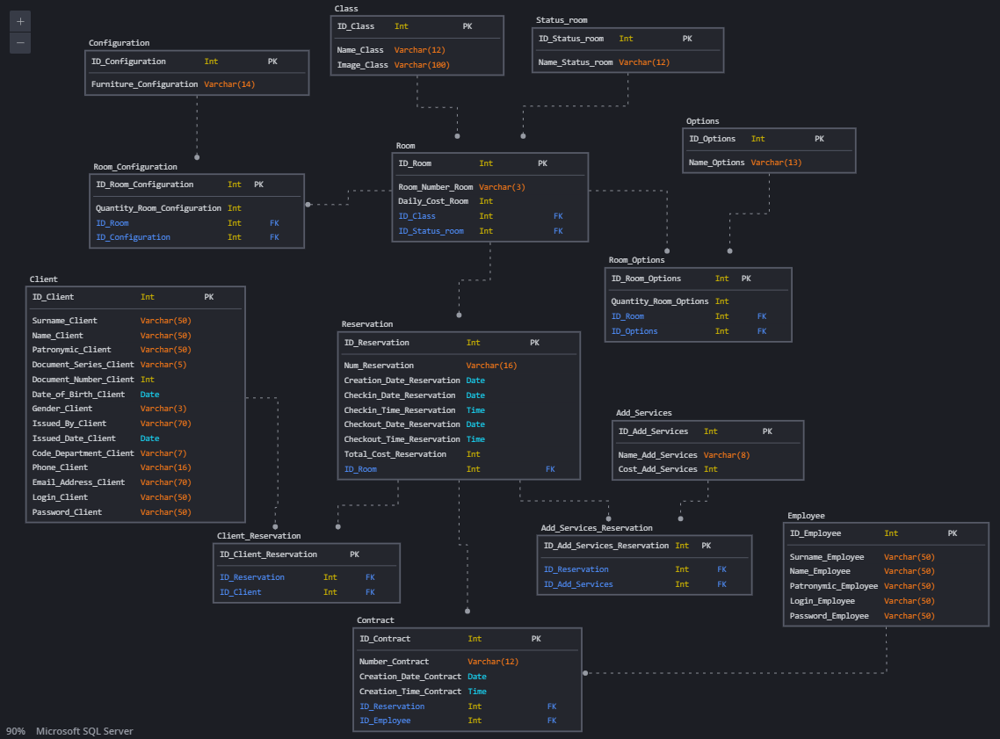 +
−
Class
ID_Class Int PK
Name_Class Varchar(12)
Image_Class Varchar(100)
Status_room
ID_Status_room Int PK
Name_Status_room Varchar(12)
Configuration
ID_Configuration Int PK
Furniture_Configuration Varchar(14)
Options
ID_Options Int PK
Name_Options Varchar(13)
Room
ID_Room Int PK
Room_Number_Room Varchar(3)
Daily_Cost_Room Int
ID_Class Int FK
ID_Status_room Int FK
Room_Configuration
ID_Room_Configuration Int PK
Quantity_Room_Configuration Int
ID_Room Int FK
ID_Configuration Int FK
Room_Options
ID_Room_Options Int PK
Quantity_Room_Options Int
ID_Room Int FK
ID_Options Int FK
Client
ID_Client Int PK
Surname_Client Varchar(50)
Name_Client Varchar(50)
Patronymic_Client Varchar(50)
Document_Series_Client Varchar(5)
Document_Number_Client Int
Date_of_Birth_Client Date
Gender_Client Varchar(3)
Issued_By_Client Varchar(70)
Issued_Date_Client Date
Code_Department_Client Varchar(7)
Phone_Client Varchar(16)
Email_Address_Client Varchar(70)
Login_Client Varchar(50)
Password_Client Varchar(50)
Reservation
ID_Reservation Int PK
Num_Reservation Varchar(16)
Creation_Date_Reservation Date
Checkin_Date_Reservation Date
Checkin_Time_Reservation Time
Checkout_Date_Reservation Date
Checkout_Time_Reservation Time
Total_Cost_Reservation Int
ID_Room Int FK
Add_Services
ID_Add_Services Int PK
Name_Add_Services Varchar(8)
Cost_Add_Services Int
Client_Reservation
ID_Client_Reservation PK
ID_Reservation Int FK
ID_Client Int FK
Add_Services_Reservation
ID_Add_Services_Reservation Int PK
ID_Reservation Int FK
ID_Add_Services Int FK
Employee
ID_Employee Int PK
Surname_Employee Varchar(50)
Name_Employee Varchar(50)
Patronymic_Employee Varchar(50)
Login_Employee Varchar(50)
Password_Employee Varchar(50)
Contract
ID_Contract Int PK
Number_Contract Varchar(12)
Creation_Date_Contract Date
Creation_Time_Contract Time
ID_Reservation Int FK
ID_Employee Int FK
90% Microsoft SQL Server